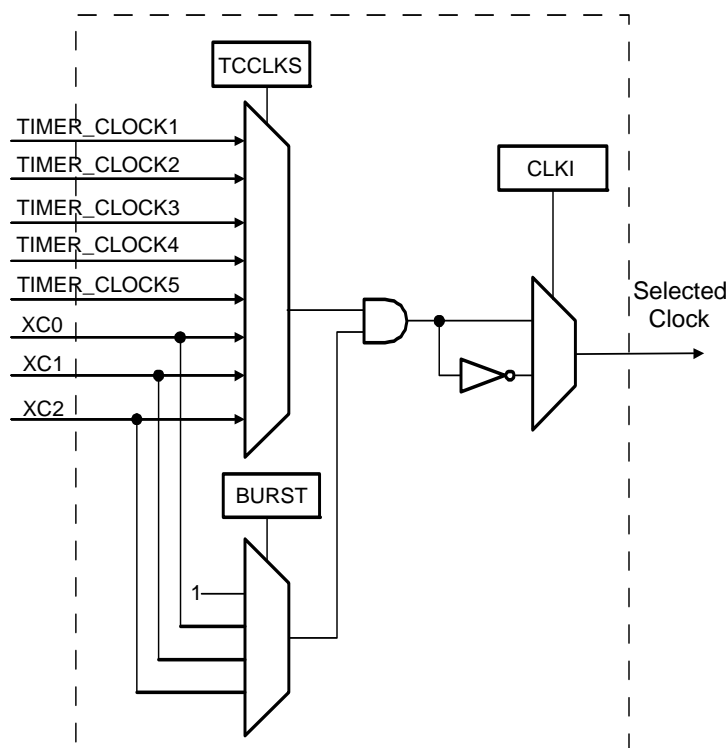 TCCLKS
TIMER_CLOCK1
TIMER_CLOCK2
TIMER_CLOCK3
TIMER_CLOCK4
TIMER_CLOCK5
XC0
XC1
XC2
CLKI
Selected
Clock
BURST
1